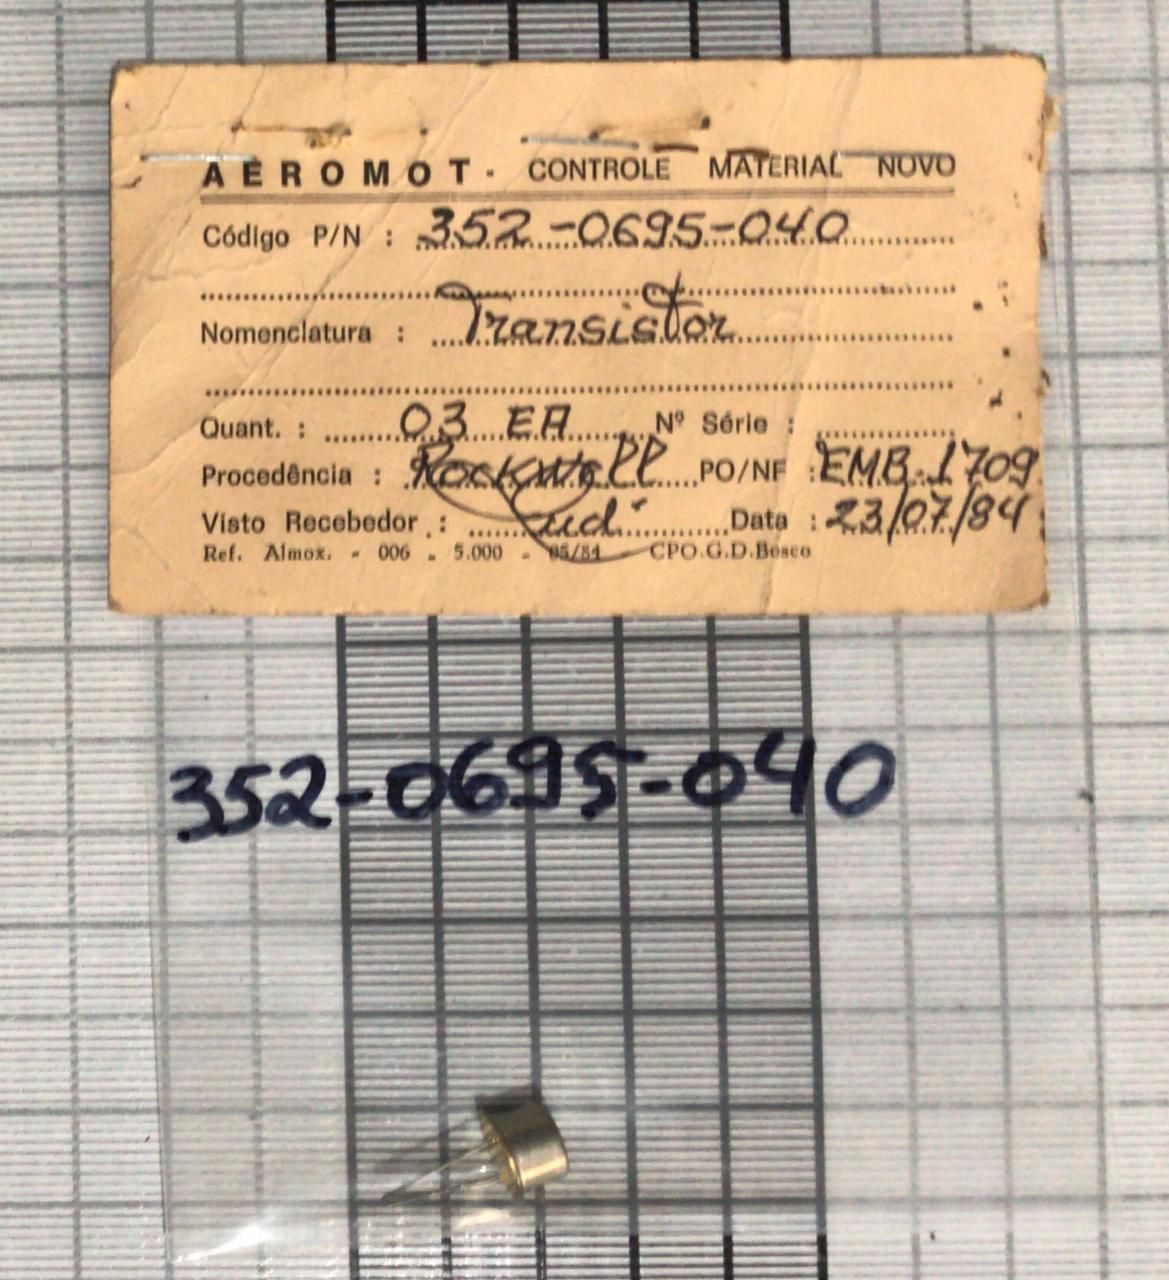 AEROMOT - CONTROLE MATERIAL NOVO
Código P/N : 352-0695-040
Nomenclatura : Transistor
Quant. : 03 EA Nº Série :
Procedência : Rockwell PO/NF : EMB.1709
Visto Recebedor : Data : 23/07/84
Ref. Almox. - 006 - 5.000 - 05/84 CPO.G.D.Bosco
352-0695-040